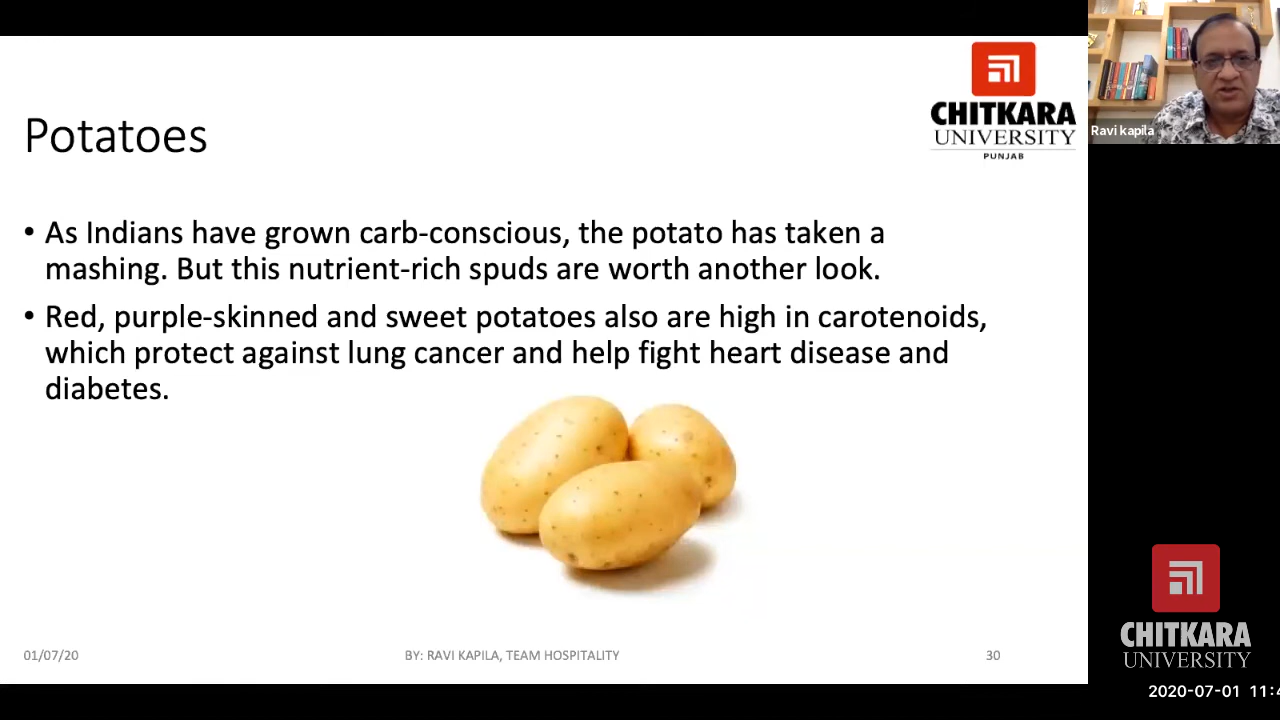 CHITKARA
UNIVERSITY
PUNJAB
Ravi kapila
Potatoes
• As Indians have grown carb-conscious, the potato has taken a
mashing. But this nutrient-rich spuds are worth another look.
• Red, purple-skinned and sweet potatoes also are high in carotenoids,
which protect against lung cancer and help fight heart disease and
diabetes.
01/07/20
BY: RAVI KAPILA, TEAM HOSPITALITY
30
CHITKARA
UNIVERSITY
2020-07-01 11:4